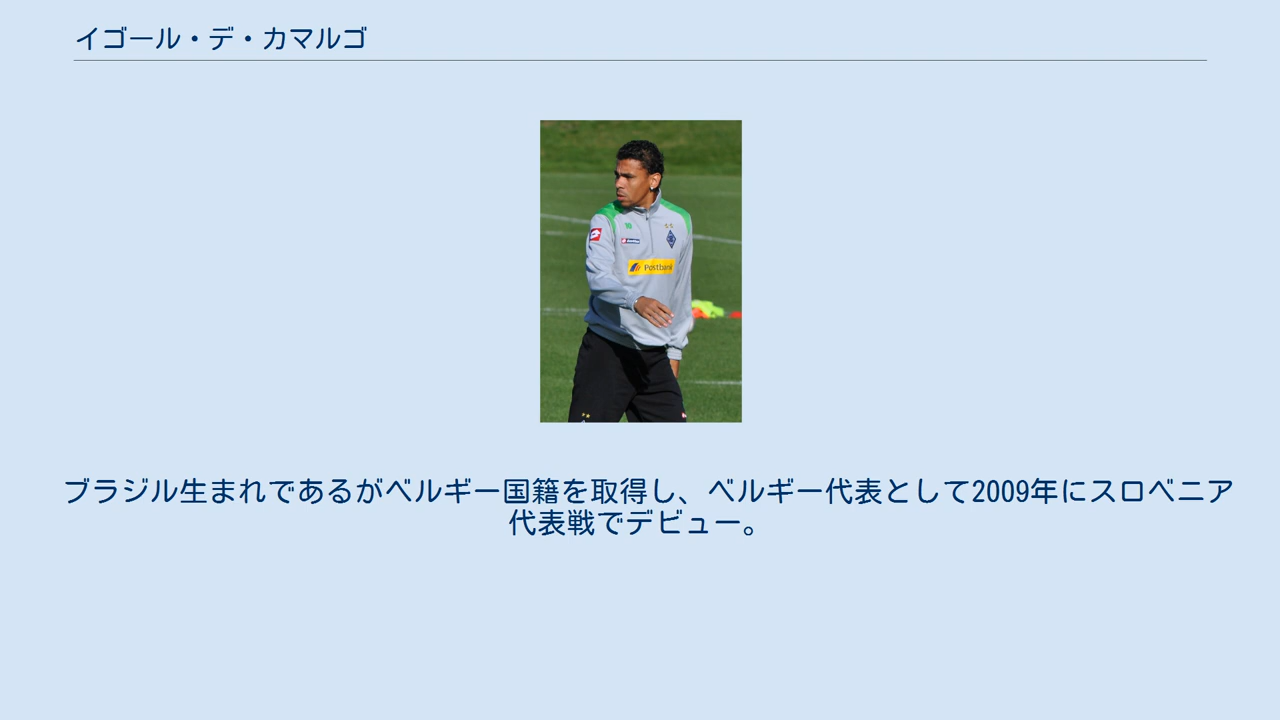 イゴール・デ・カマルゴ
10
Postbank
ブラジル生まれであるがベルギー国籍を取得し、ベルギー代表として2009年にスロベニア
代表戦でデビュー。